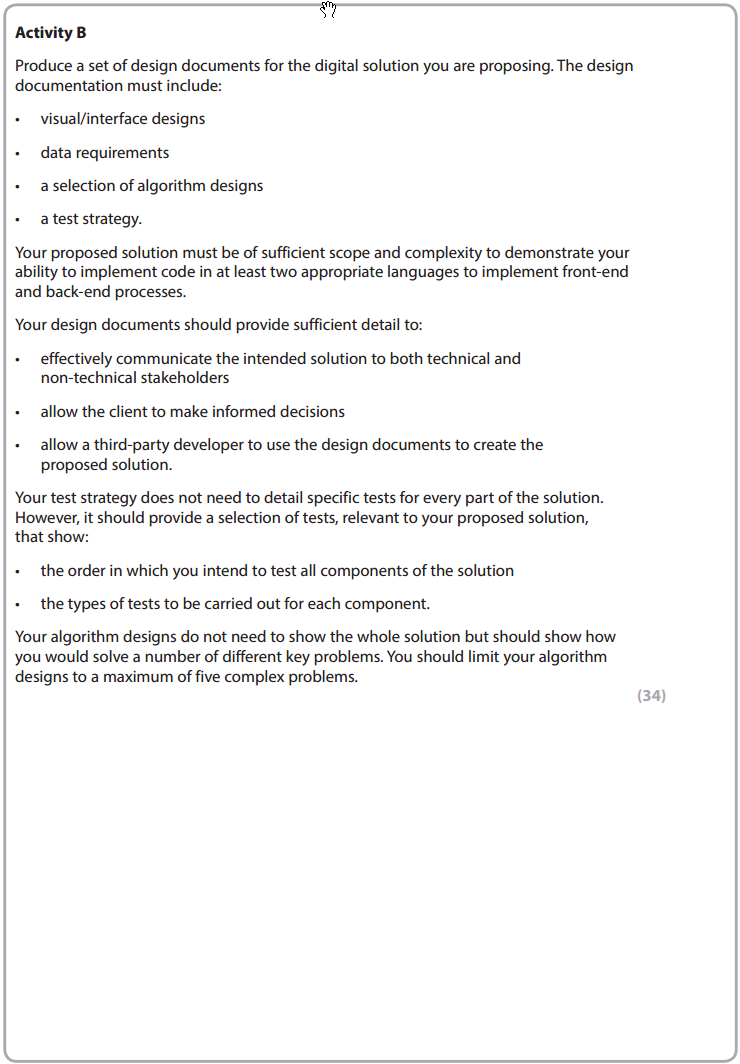 Activity B
Produce a set of design documents for the digital solution you are proposing. The design
documentation must include:
• visual/interface designs
• data requirements
• a selection of algorithm designs
• a test strategy.
Your proposed solution must be of sufficient scope and complexity to demonstrate your
ability to implement code in at least two appropriate languages to implement front-end
and back-end processes.
Your design documents should provide sufficient detail to:
• effectively communicate the intended solution to both technical and
non-technical stakeholders
• allow the client to make informed decisions
• allow a third-party developer to use the design documents to create the
proposed solution.
Your test strategy does not need to detail specific tests for every part of the solution.
However, it should provide a selection of tests, relevant to your proposed solution,
that show:
• the order in which you intend to test all components of the solution
• the types of tests to be carried out for each component.
Your algorithm designs do not need to show the whole solution but should show how
you would solve a number of different key problems. You should limit your algorithm
designs to a maximum of five complex problems.
(34)